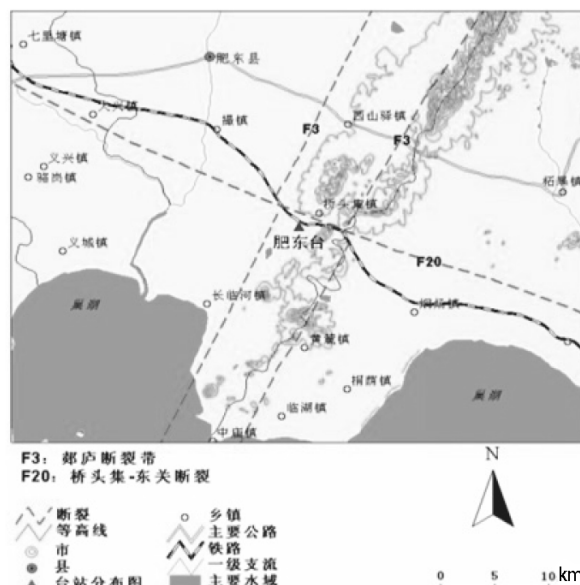 七里塘镇
肥东县
大兴镇
撮镇
西山驿镇
F3
F3
义兴镇
骆岗镇
柘皋镇
桥头集镇
肥东台
义城镇
F20
长临河镇
巢湖
烔炀镇
黄麓镇
巢湖
临湖镇
中庙镇
F3: 郯庐断裂带
F20: 桥头集-东关断裂
N
断裂
等高线
市
县
台站分布图
乡镇
主要公路
铁路
一级支流
主要水域
0 5 10 km